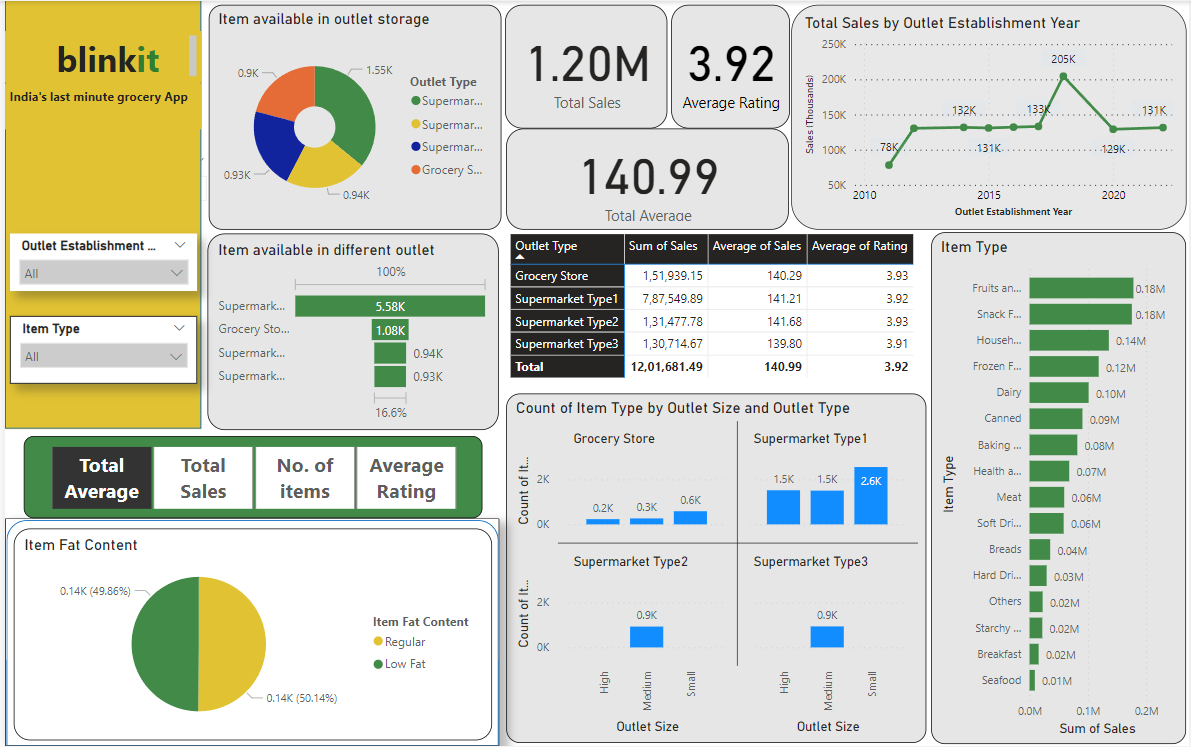 blinkit
India's last minute grocery App
Outlet Establishment ...
All
Item Type
All
Item available in outlet storage
0.9K
1.55K
0.93K
0.94K
Outlet Type
Supermar...
Supermar...
Supermar...
Grocery S...
1.20M
Total Sales
3.92
Average Rating
140.99
Total Average
Total Sales by Outlet Establishment Year
Sales (Thousands)
250K
200K
150K
100K
50K
78K
132K
131K
133K
205K
129K
131K
2010
2015
2020
Outlet Establishment Year
Item available in different outlet
100%
Supermark...
5.58K
Grocery Sto...
1.08K
Supermark...
0.94K
Supermark...
0.93K
16.6%
Outlet Type Sum of Sales Average of Sales Average of Rating
Grocery Store 1,51,939.15 140.29 3.93
Supermarket Type1 7,87,549.89 141.21 3.92
Supermarket Type2 1,31,477.78 141.68 3.93
Supermarket Type3 1,30,714.67 139.80 3.91
Total 12,01,681.49 140.99 3.92
Total Average
Total Sales
No. of items
Average Rating
Item Fat Content
0.14K (49.86%)
0.14K (50.14%)
Item Fat Content
Regular
Low Fat
Count of Item Type by Outlet Size and Outlet Type
Grocery Store
Supermarket Type1
Count of It...
2K
0K
0.2K
0.3K
0.6K
1.5K
1.5K
2.6K
Supermarket Type2
Supermarket Type3
Count of It...
2K
0K
0.9K
0.9K
High
Medium
Small
High
Medium
Small
Outlet Size
Outlet Size
Item Type
Item Type
Fruits an... 0.18M
Snack F... 0.18M
Househ... 0.14M
Frozen F... 0.12M
Dairy 0.10M
Canned 0.09M
Baking ... 0.08M
Health a... 0.07M
Meat 0.06M
Soft Dri... 0.06M
Breads 0.04M
Hard Dri... 0.03M
Others 0.02M
Starchy ... 0.02M
Breakfast 0.02M
Seafood 0.01M
0.0M
0.1M
0.2M
Sum of Sales